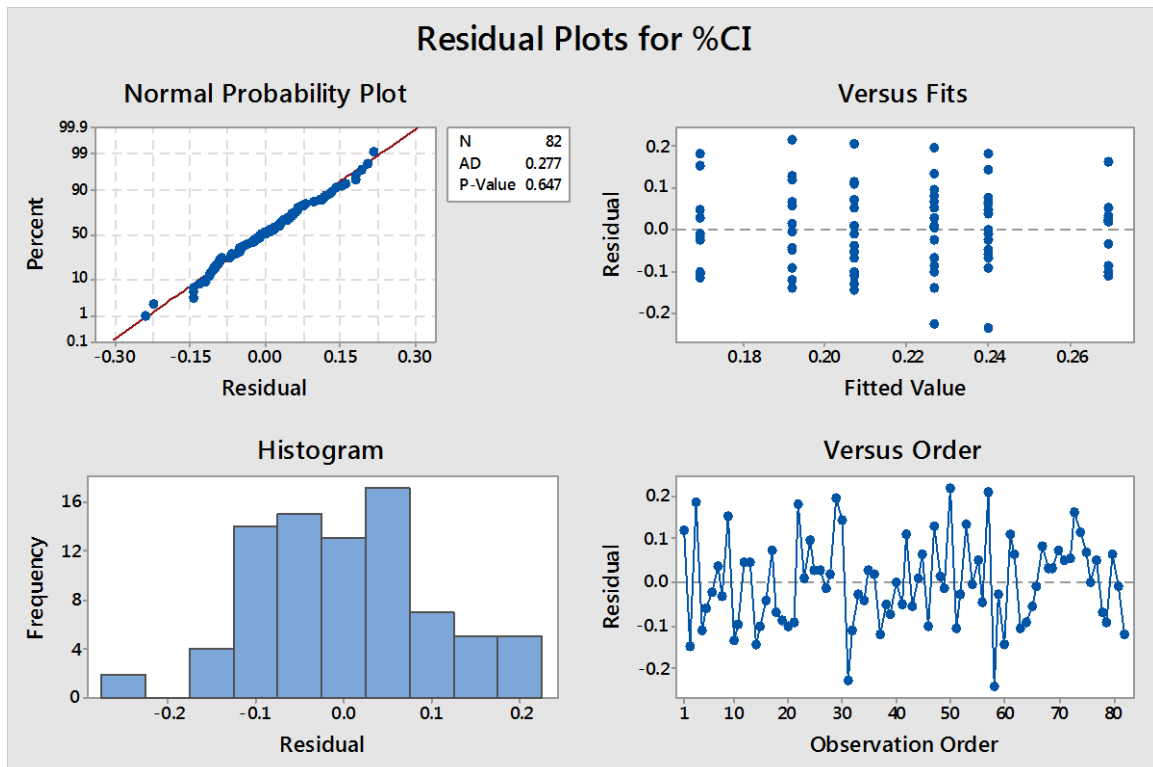 Residual Plots for %CI
Normal Probability Plot
99.9
99
90
50
10
1
0.1
Percent
-0.30 -0.15 0.00 0.15 0.30
Residual
N 82
AD 0.277
P-Value 0.647
Versus Fits
0.2
0.1
0.0
-0.1
-0.2
Residual
0.18 0.20 0.22 0.24 0.26
Fitted Value
Histogram
16
12
8
4
0
Frequency
-0.2 -0.1 0.0 0.1 0.2
Residual
Versus Order
0.2
0.1
0.0
-0.1
-0.2
Residual
1 10 20 30 40 50 60 70 80
Observation Order